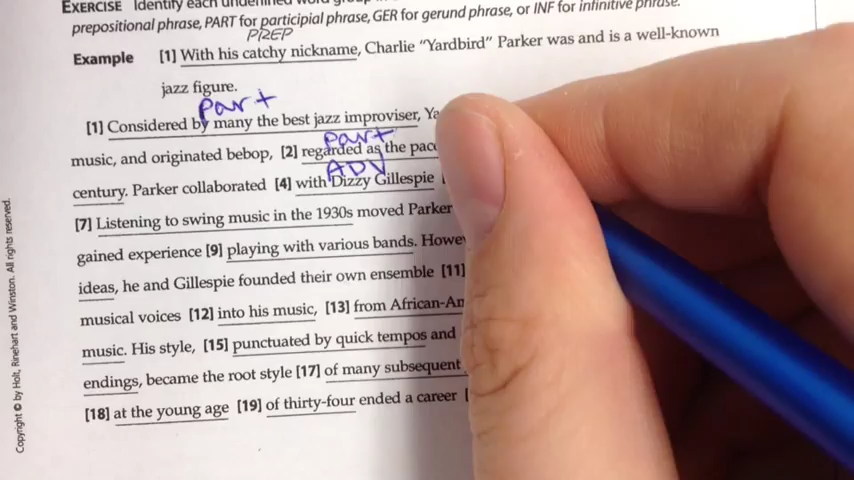 EXERCISE Identify each underlined word group
prepositional phrase, PART for participial phrase, GER for gerund phrase, or INF for infinitive phrase.
PREP
Example [1] With his catchy nickname, Charlie "Yardbird" Parker was and is a well-known
jazz figure.
Part
[1] Considered by many the best jazz improviser, Ya
Part
music, and originated bebop, [2] regarded as the pac
ADV
century. Parker collaborated [4] with Dizzy Gillespie
[7] Listening to swing music in the 1930s moved Parker
gained experience [9] playing with various bands. Howe
ideas, he and Gillespie founded their own ensemble [11]
musical voices [12] into his music, [13] from African-Am
music. His style, [15] punctuated by quick tempos and
endings, became the root style [17] of many subsequent
[18] at the young age [19] of thirty-four ended a career
Copyright © by Holt, Rinehart and Winston. All rights reserved.